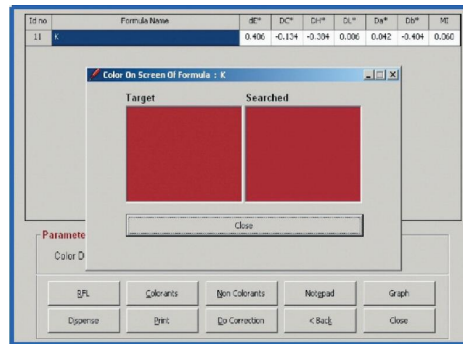 Id no Formula Name dE* DC* DH* DL* Da* Db* MI
11 K 0.406 -0.134 -0.384 0.006 0.042 -0.404 0.060
Color On Screen Of Formula : K
Target Searched
Close
Paramete
Color D
RFL Colorants Non Colorants Notepad Graph
Dispense Print Do Correction < Back Close